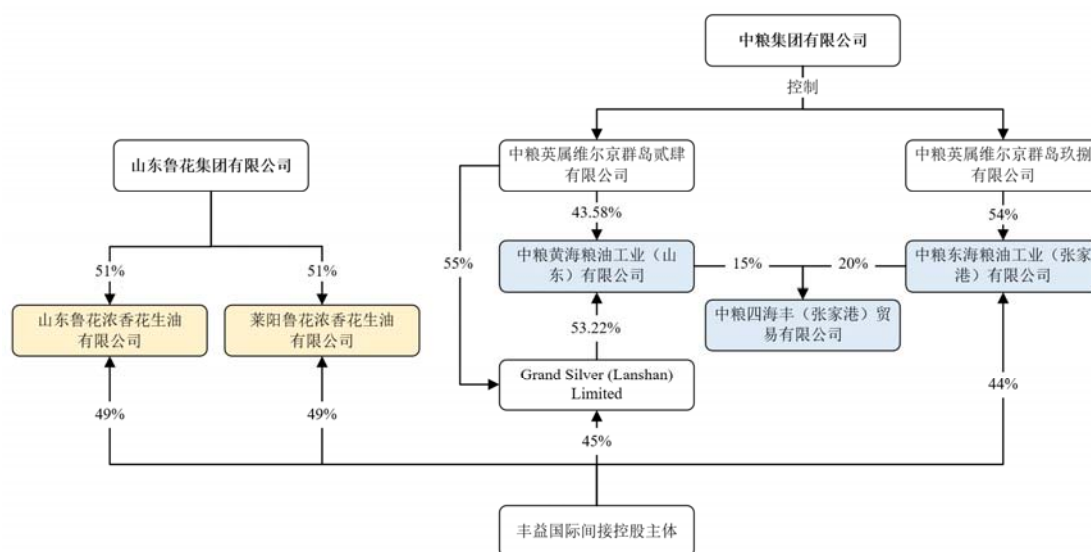 中粮集团有限公司
控制
山东鲁花集团有限公司
中粮英属维尔京群岛贰肆
有限公司
中粮英属维尔京群岛玖捌
有限公司
43.58%
54%
51%
51%
55%
中粮黄海粮油工业（山
东）有限公司
15%
20%
中粮东海粮油工业（张家
港）有限公司
山东鲁花浓香花生油
有限公司
莱阳鲁花浓香花生油
有限公司
中粮四海丰（张家港）贸
易有限公司
53.22%
Grand Silver (Lanshan)
Limited
49%
49%
45%
44%
丰益国际间接控股主体